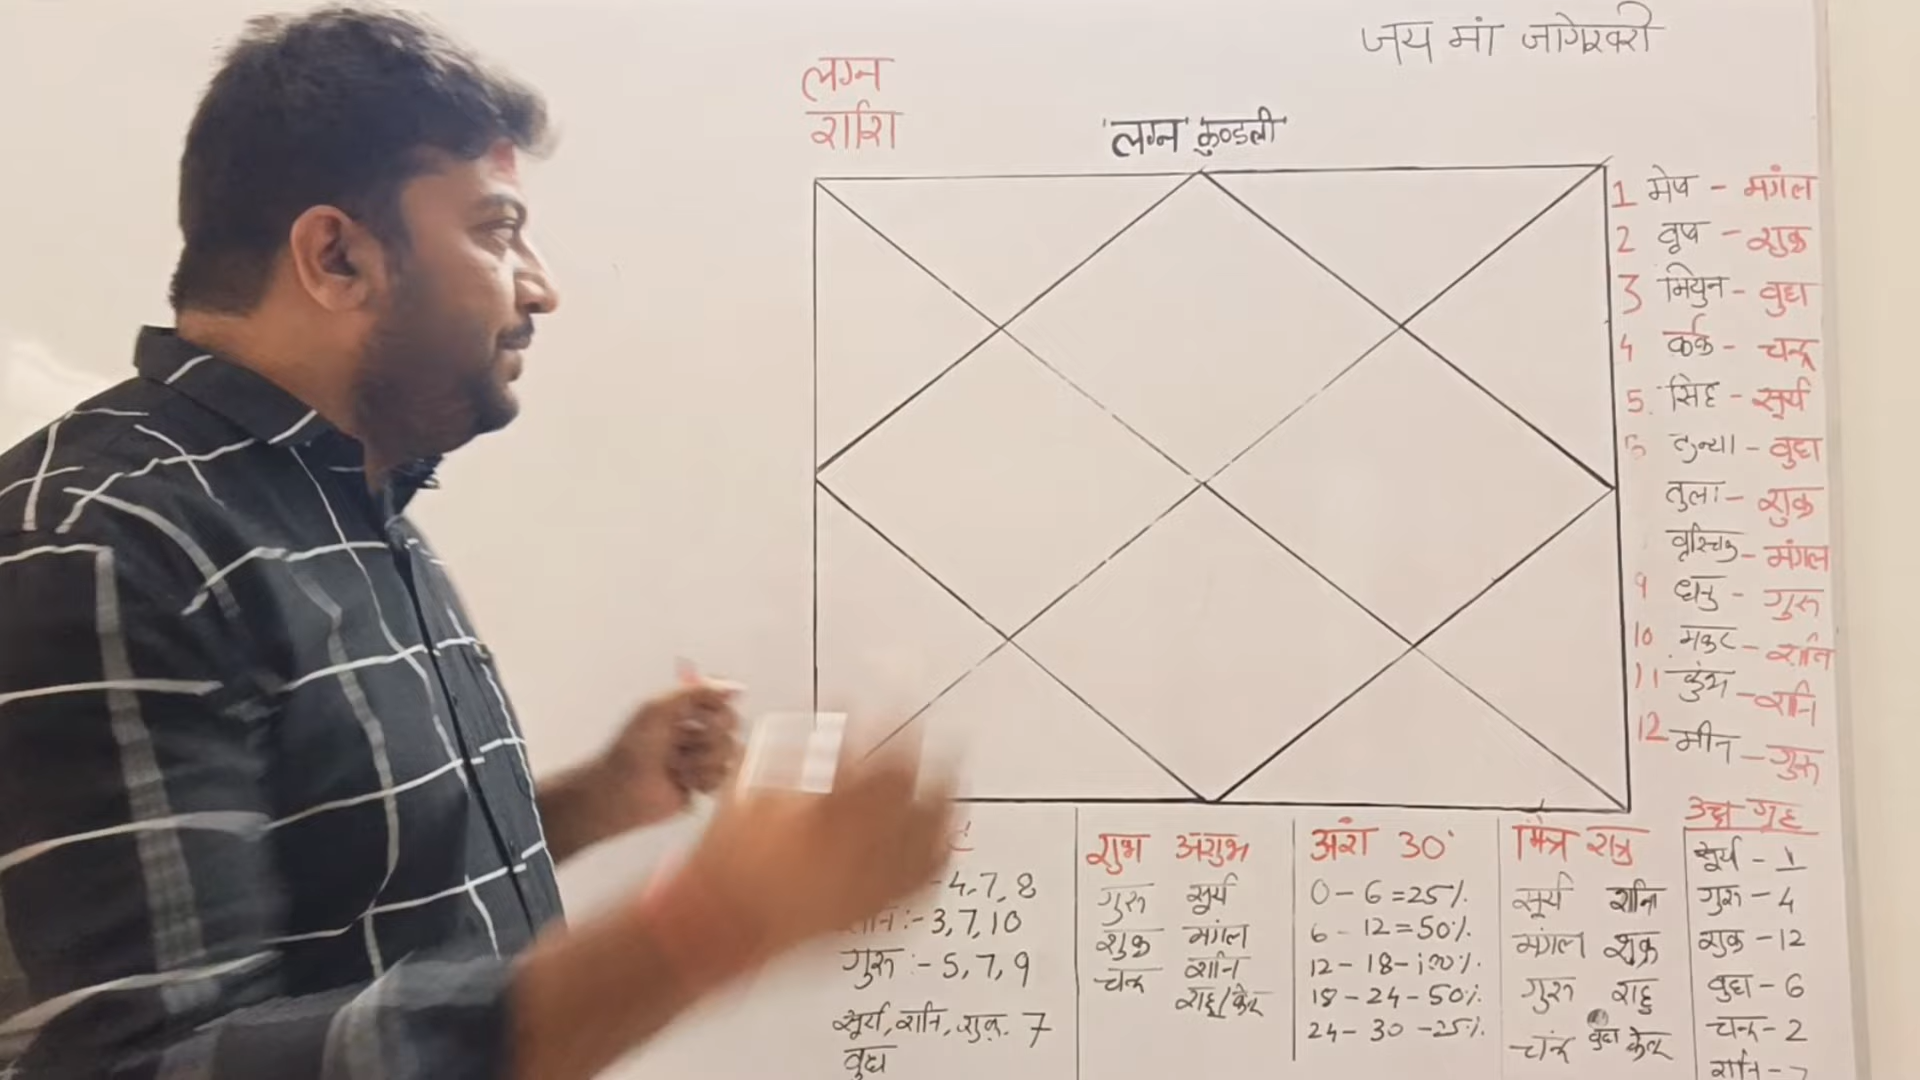 जय मां जागेश्वरी
लग्न
राशि
'लग्न' कुण्डली
1 मेष - मंगल
2 वृष - शुक्र
3 मिथुन - बुध
4 कर्क - चन्द्र
5. सिंह - सूर्य
कन्या - बुध
तुला - शुक्र
वृश्चिक - मंगल
9 धनु - गुरु
10 मकर - शनि
11 कुंभ - शनि
12 मीन - गुरु
- 4,7,8
:- 3,7,10
गुरु :- 5,7,9
सूर्य, शनि, शुक्र. 7
बुध
शुभ अशुभ
गुरु सूर्य
शुक्र मंगल
चन्द्र शनि
राहु/केतु
अंश 30°
0 - 6 = 25%.
6 - 12 = 50%.
12 - 18 - 100%.
18 - 24 - 50%.
24 - 30 - 25%.
मित्र शत्रु
सूर्य शनि
मंगल शुक्र
गुरु राहु
चन्द्र बुध केतु
उच्च गृह
सूर्य - 1
गुरु - 4
शुक्र - 12
बुध - 6
चन्द्र - 2
शनि -